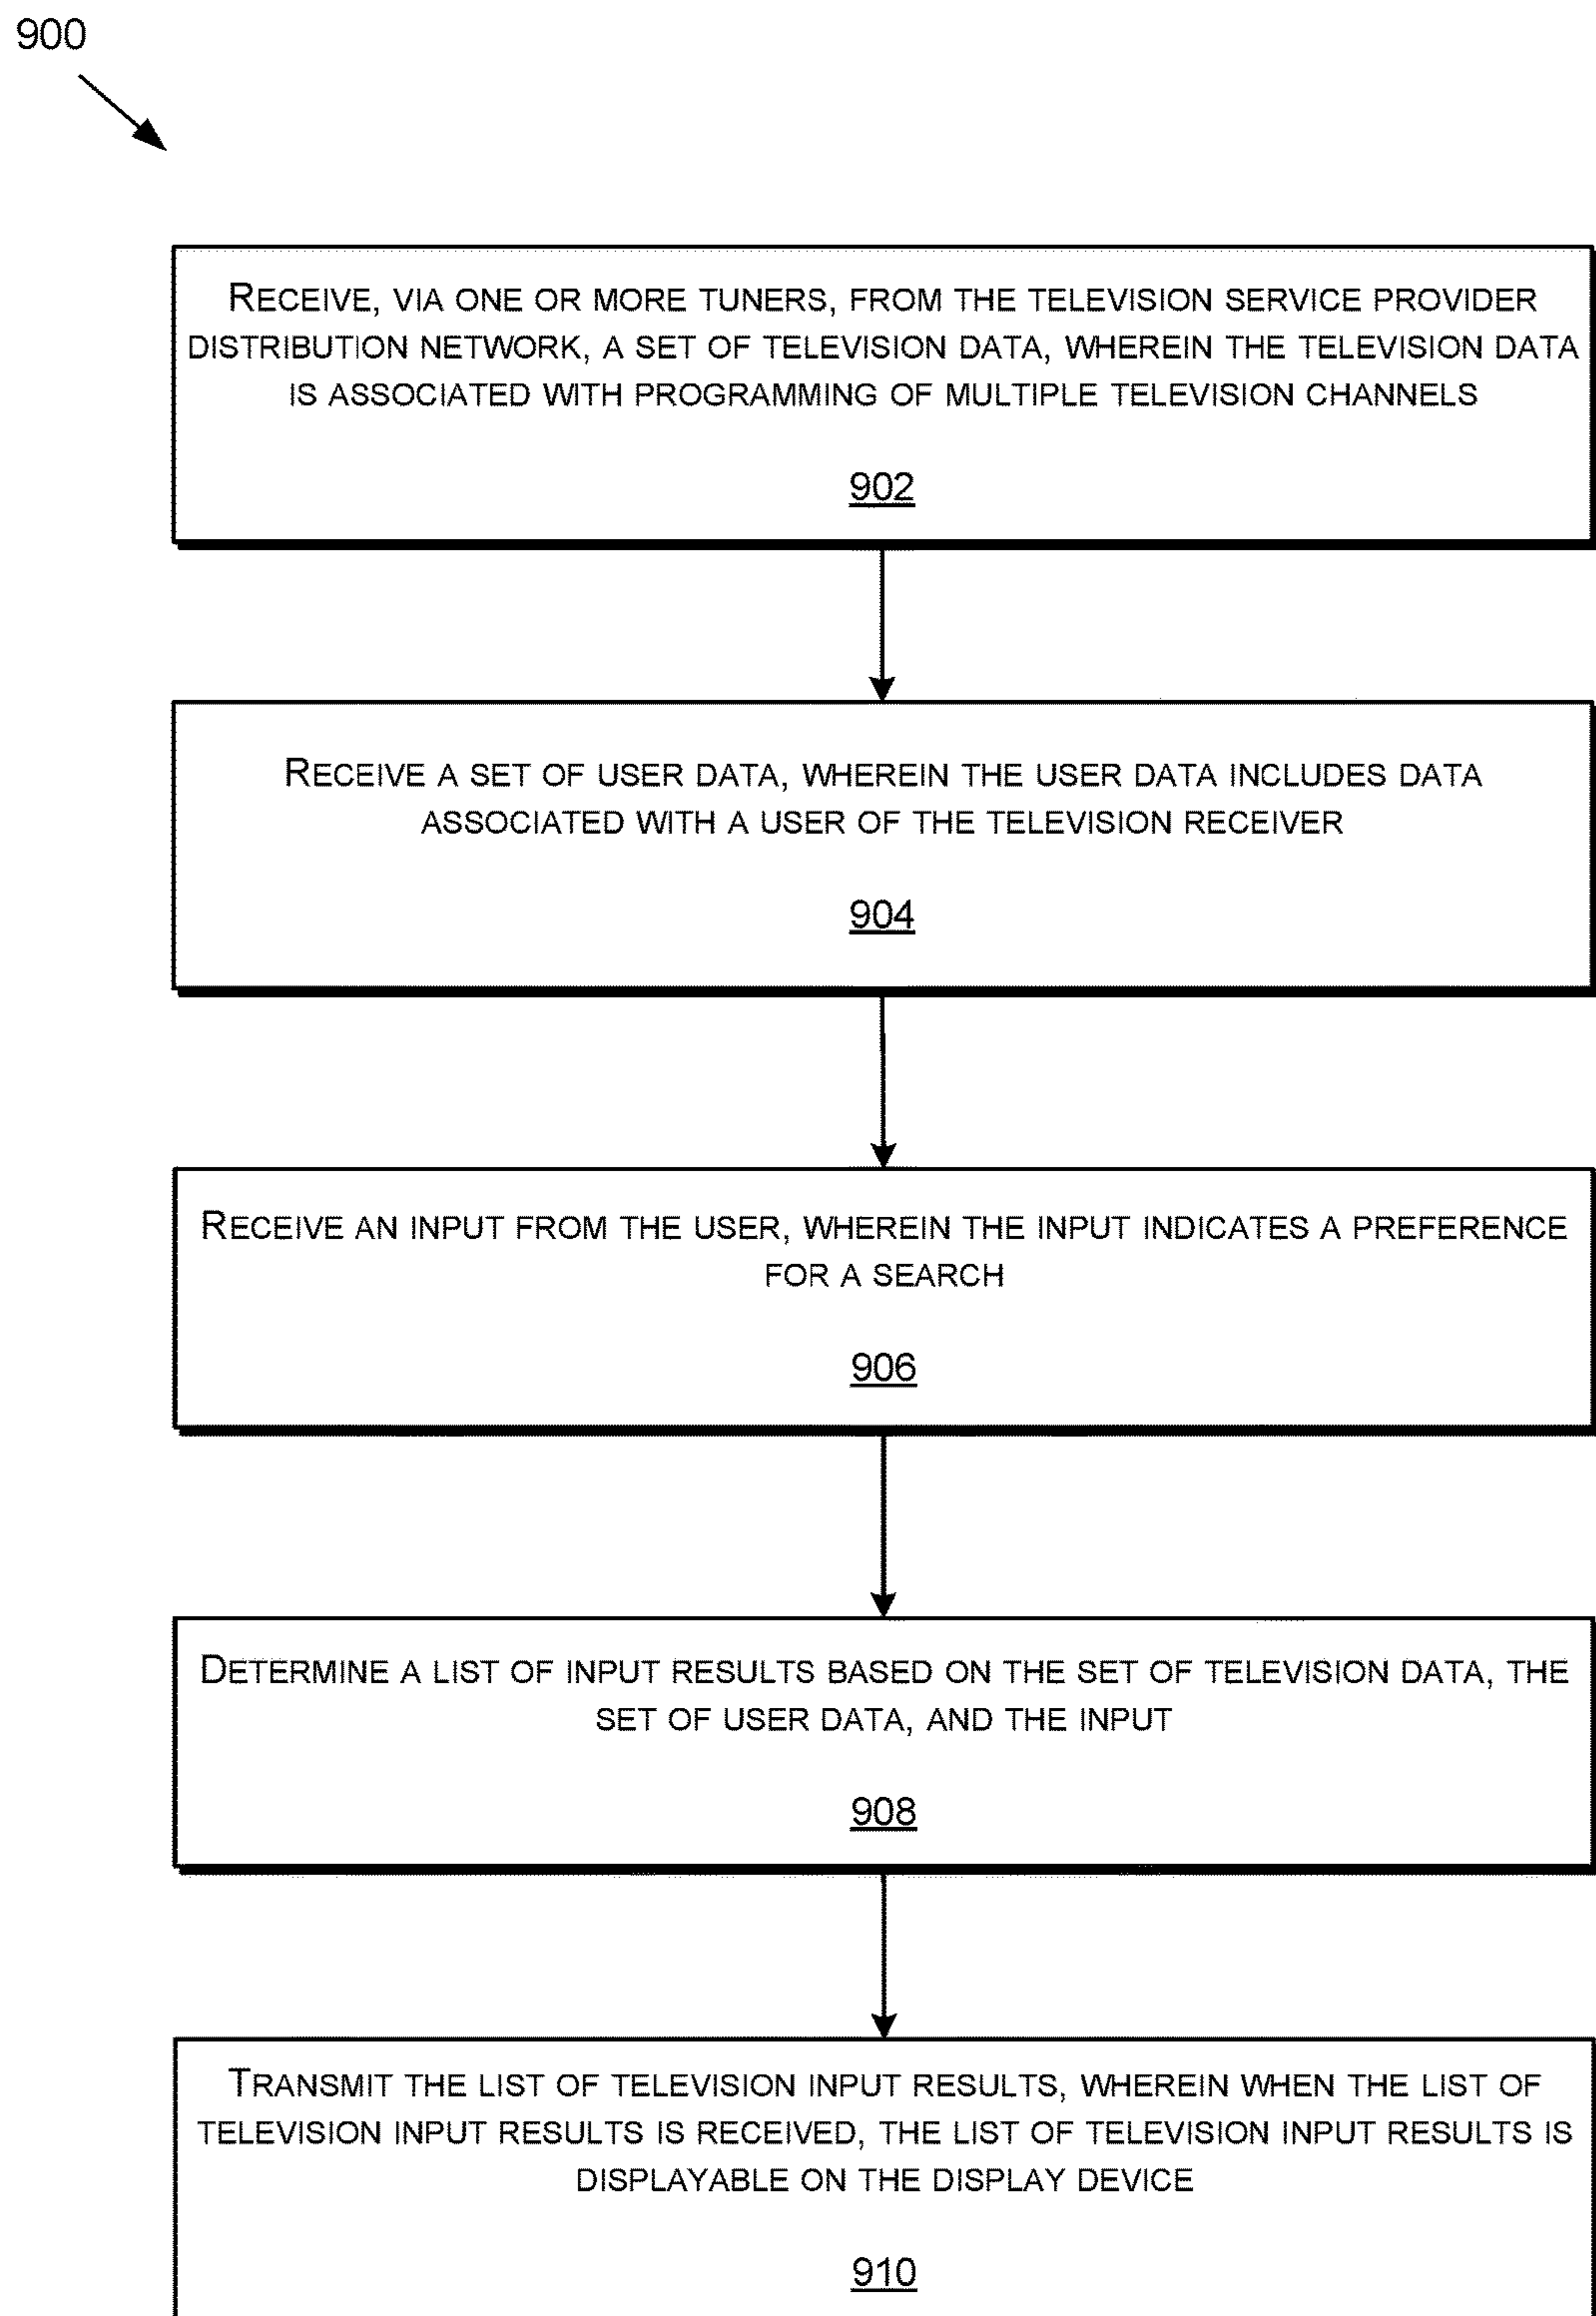 900
RECEIVE, VIA ONE OR MORE TUNERS, FROM THE TELEVISION SERVICE PROVIDER
DISTRIBUTION NETWORK, A SET OF TELEVISION DATA, WHEREIN THE TELEVISION DATA
IS ASSOCIATED WITH PROGRAMMING OF MULTIPLE TELEVISION CHANNELS
902
RECEIVE A SET OF USER DATA, WHEREIN THE USER DATA INCLUDES DATA
ASSOCIATED WITH A USER OF THE TELEVISION RECEIVER
904
RECEIVE AN INPUT FROM THE USER, WHEREIN THE INPUT INDICATES A PREFERENCE
FOR A SEARCH
906
DETERMINE A LIST OF INPUT RESULTS BASED ON THE SET OF TELEVISION DATA, THE
SET OF USER DATA, AND THE INPUT
908
TRANSMIT THE LIST OF TELEVISION INPUT RESULTS, WHEREIN WHEN THE LIST OF
TELEVISION INPUT RESULTS IS RECEIVED, THE LIST OF TELEVISION INPUT RESULTS IS
DISPLAYABLE ON THE DISPLAY DEVICE
910